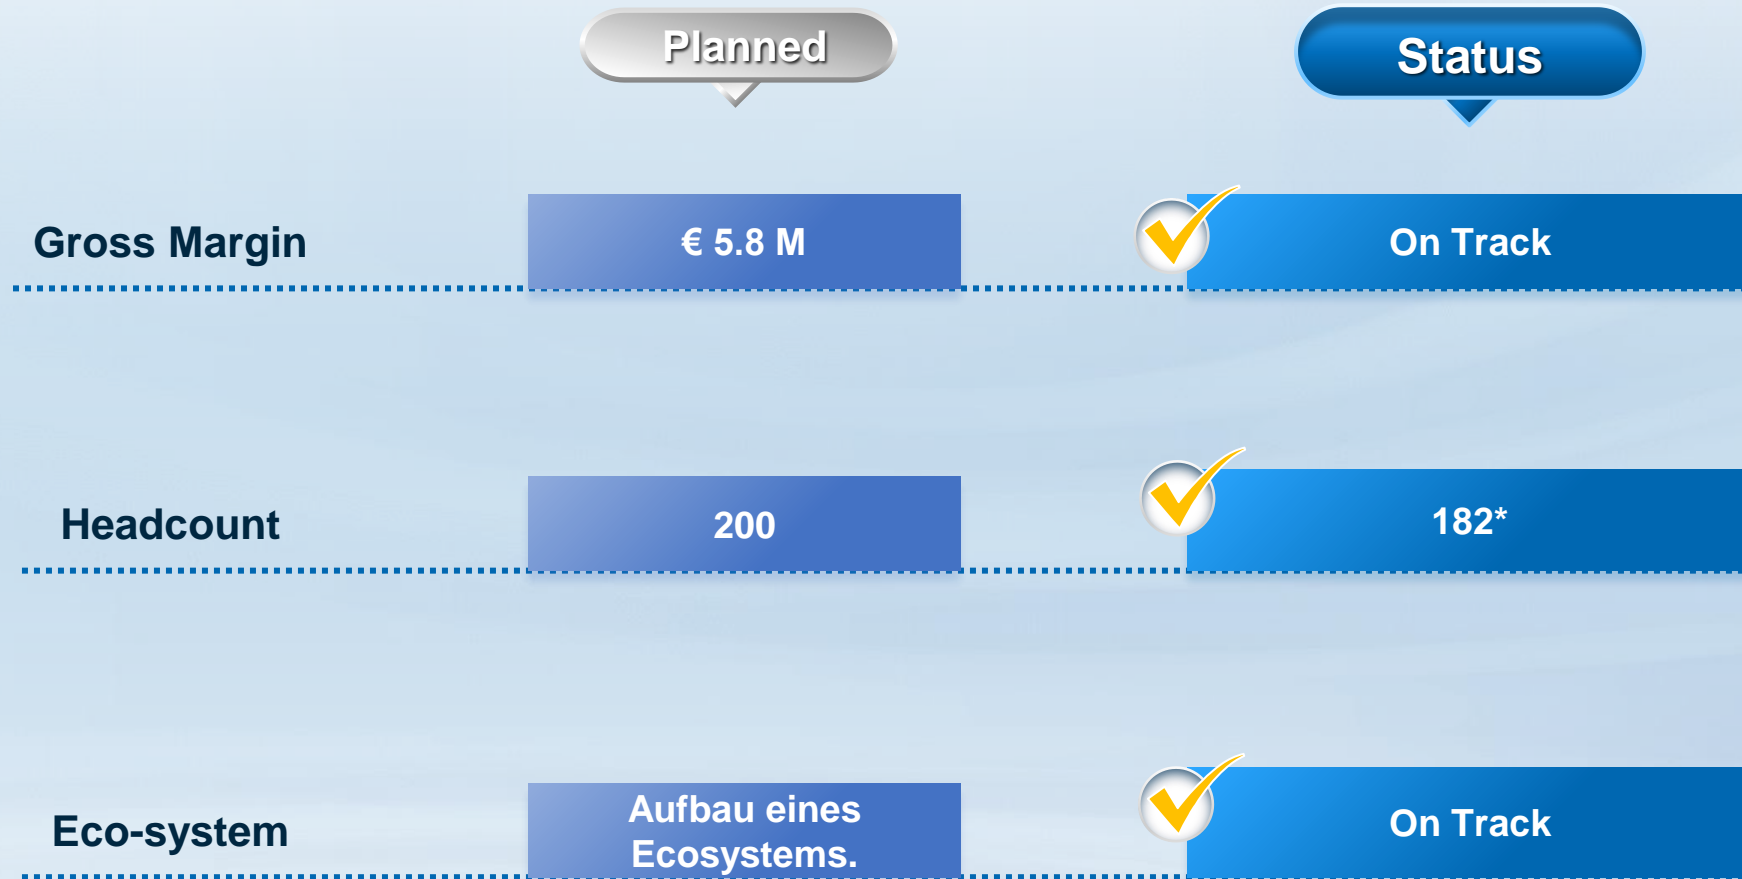 Planned
Status
Gross Margin
€ 5.8 M
On Track
Headcount
200
182*
Eco-system
Aufbau eines
Ecosystems.
On Track